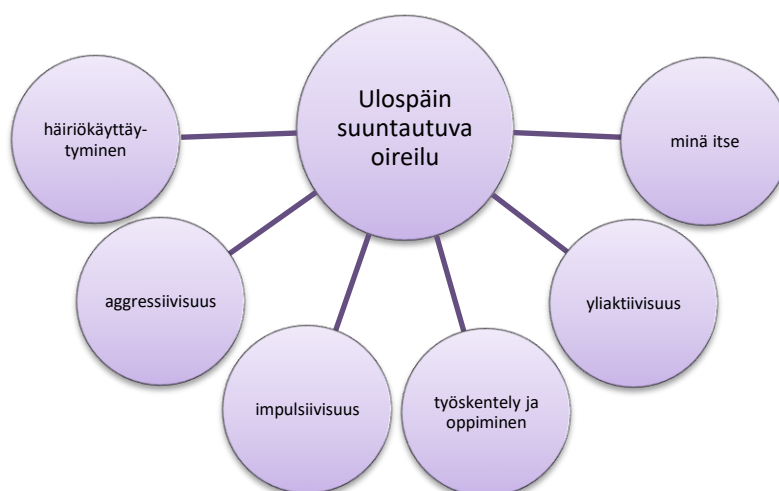 Ulospäin
suuntautuva
oireilu
häiriökäyttäy-
tyminen
aggressiivisuus
impulsiivisuus
työskentely ja
oppiminen
yliaktiivisuus
minä itse